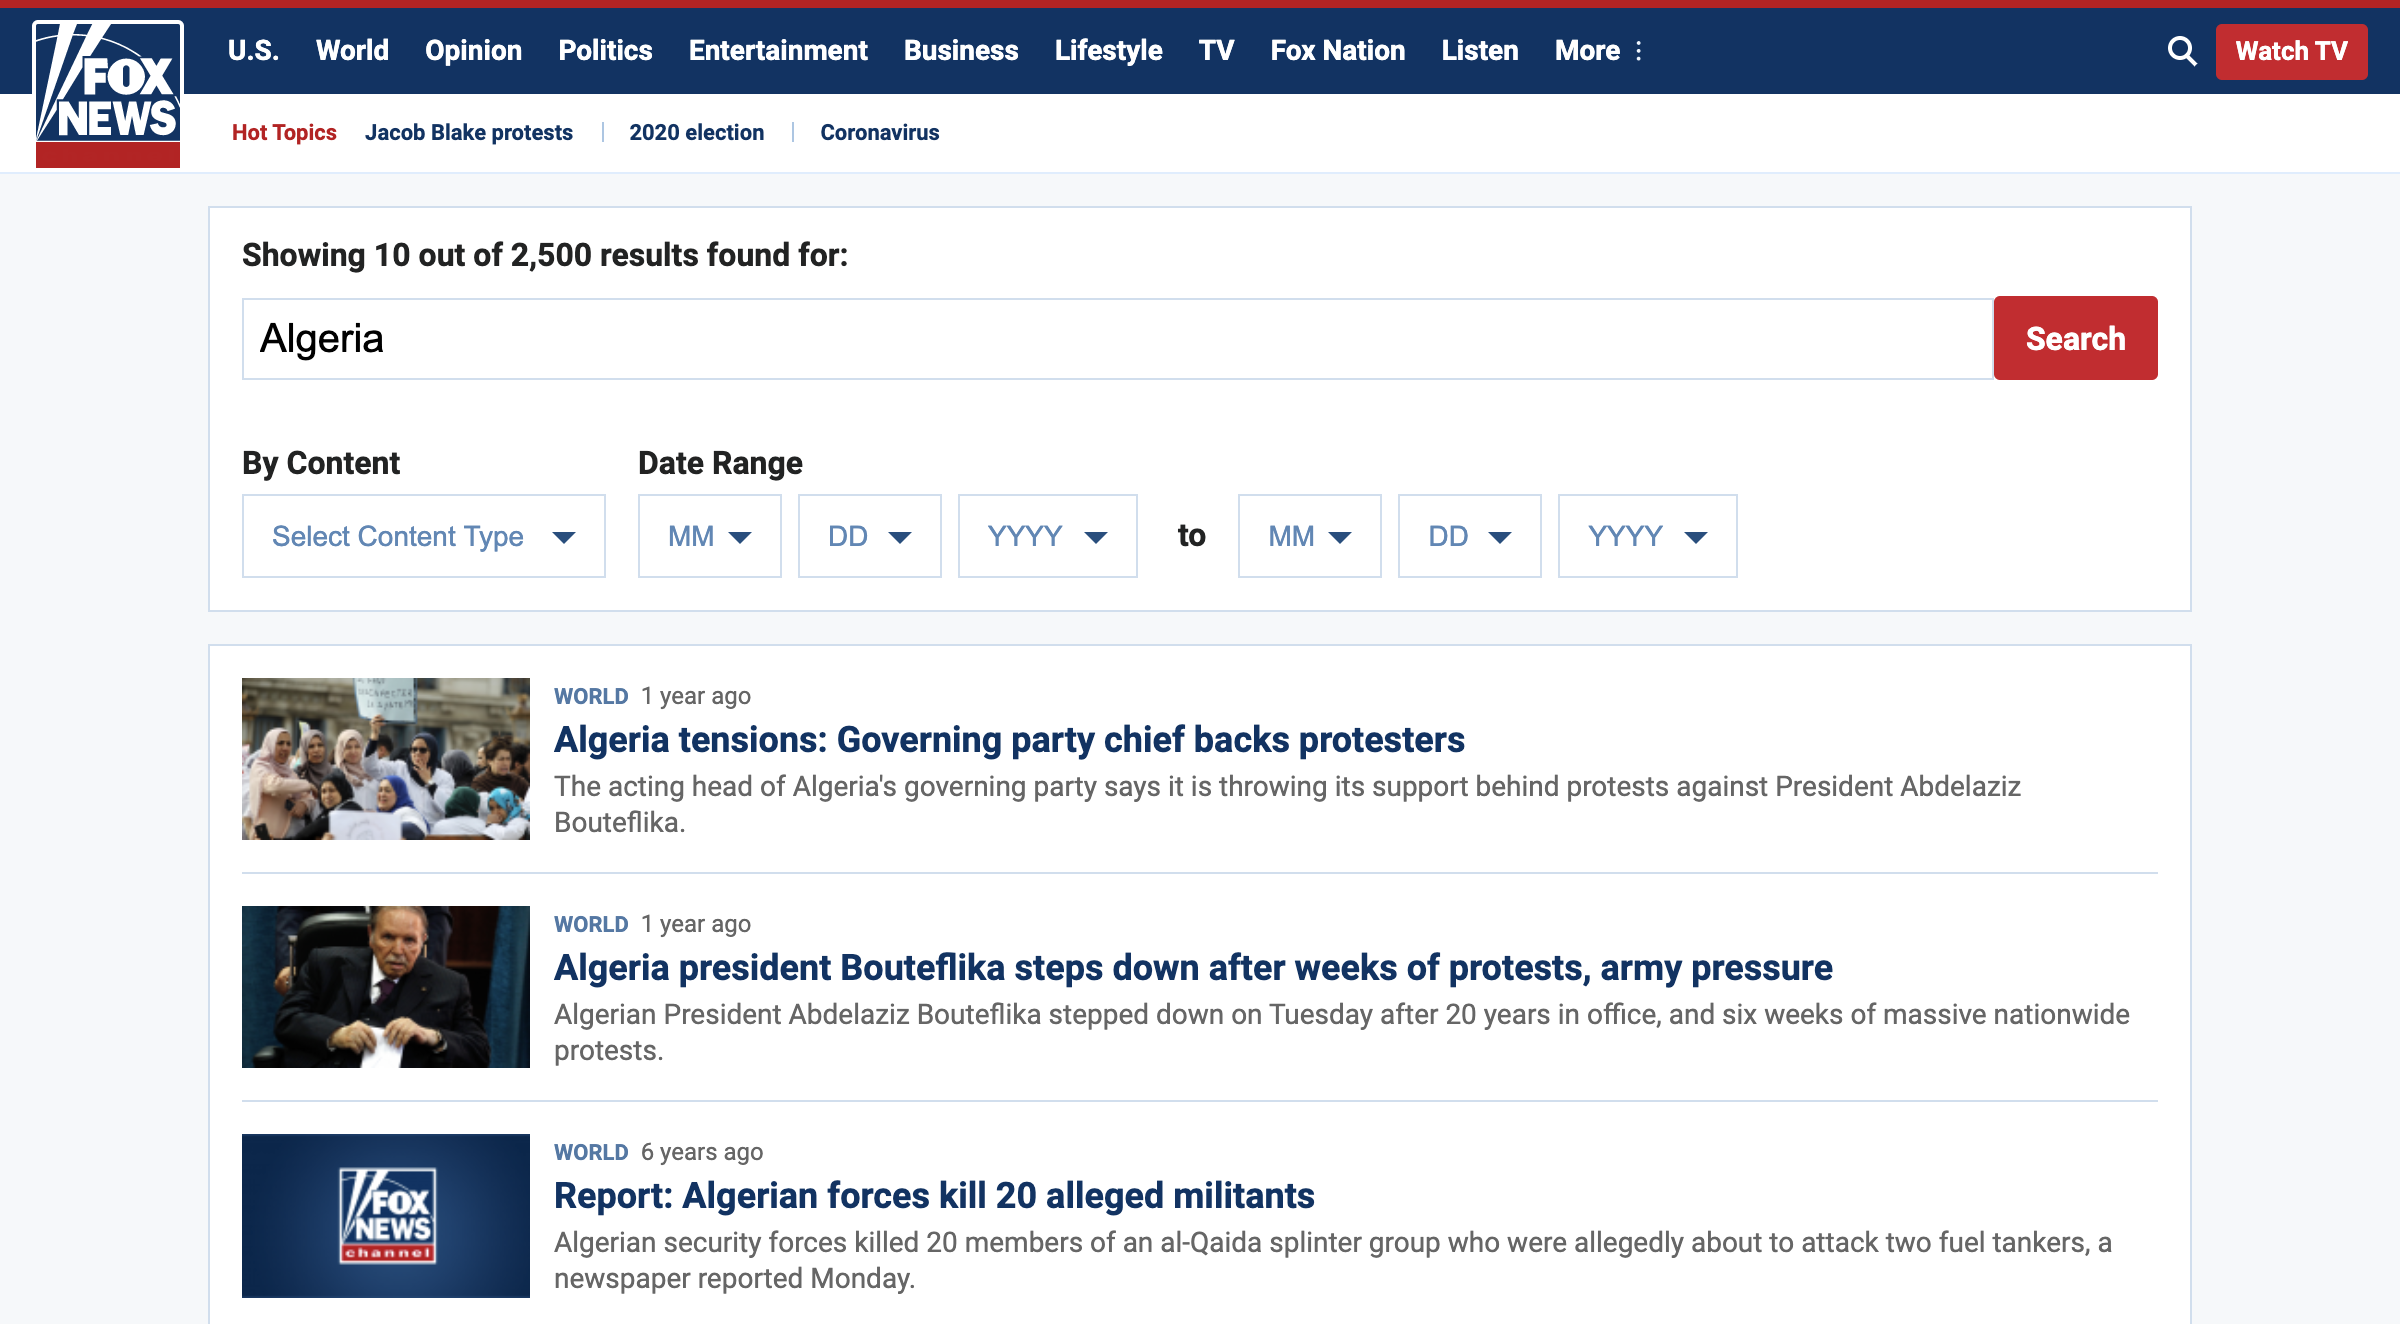 FOX
NEWS
U.S. World Opinion Politics Entertainment Business Lifestyle TV Fox Nation Listen More Watch TV
Hot Topics Jacob Blake protests 2020 election Coronavirus
Showing 10 out of 2,500 results found for:
Algeria Search
By Content Date Range
Select Content Type MM DD YYYY to MM DD YYYY
WORLD 1 year ago
Algeria tensions: Governing party chief backs protesters
The acting head of Algeria's governing party says it is throwing its support behind protests against President Abdelaziz
Bouteflika.
WORLD 1 year ago
Algeria president Bouteflika steps down after weeks of protests, army pressure
Algerian President Abdelaziz Bouteflika stepped down on Tuesday after 20 years in office, and six weeks of massive nationwide
protests.
FOX
NEWS
channel
WORLD 6 years ago
Report: Algerian forces kill 20 alleged militants
Algerian security forces killed 20 members of an al-Qaida splinter group who were allegedly about to attack two fuel tankers, a
newspaper reported Monday.